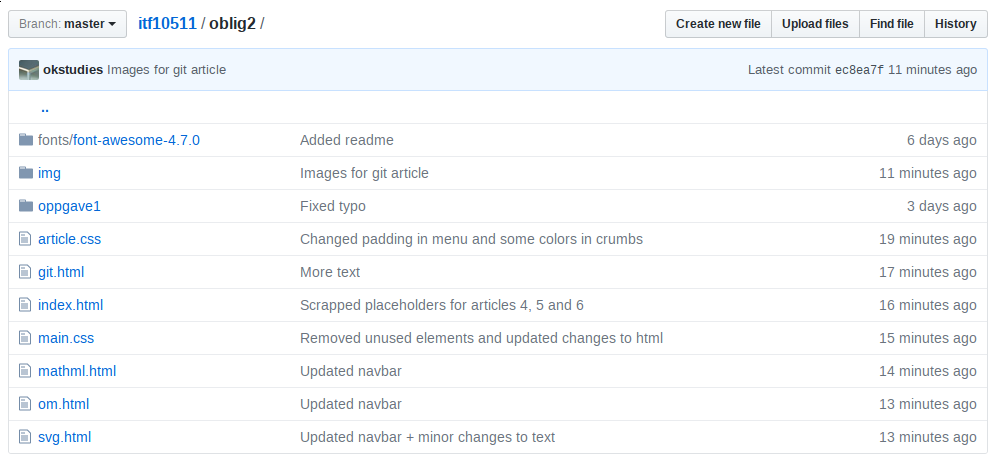 Branch: master itf10511 / oblig2 / Create new file Upload files Find file History
okstudies Images for git article Latest commit ec8ea7f 11 minutes ago
..
fonts/font-awesome-4.7.0 Added readme 6 days ago
img Images for git article 11 minutes ago
oppgave1 Fixed typo 3 days ago
article.css Changed padding in menu and some colors in crumbs 19 minutes ago
git.html More text 17 minutes ago
index.html Scrapped placeholders for articles 4, 5 and 6 16 minutes ago
main.css Removed unused elements and updated changes to html 15 minutes ago
mathml.html Updated navbar 14 minutes ago
om.html Updated navbar 13 minutes ago
svg.html Updated navbar + minor changes to text 13 minutes ago